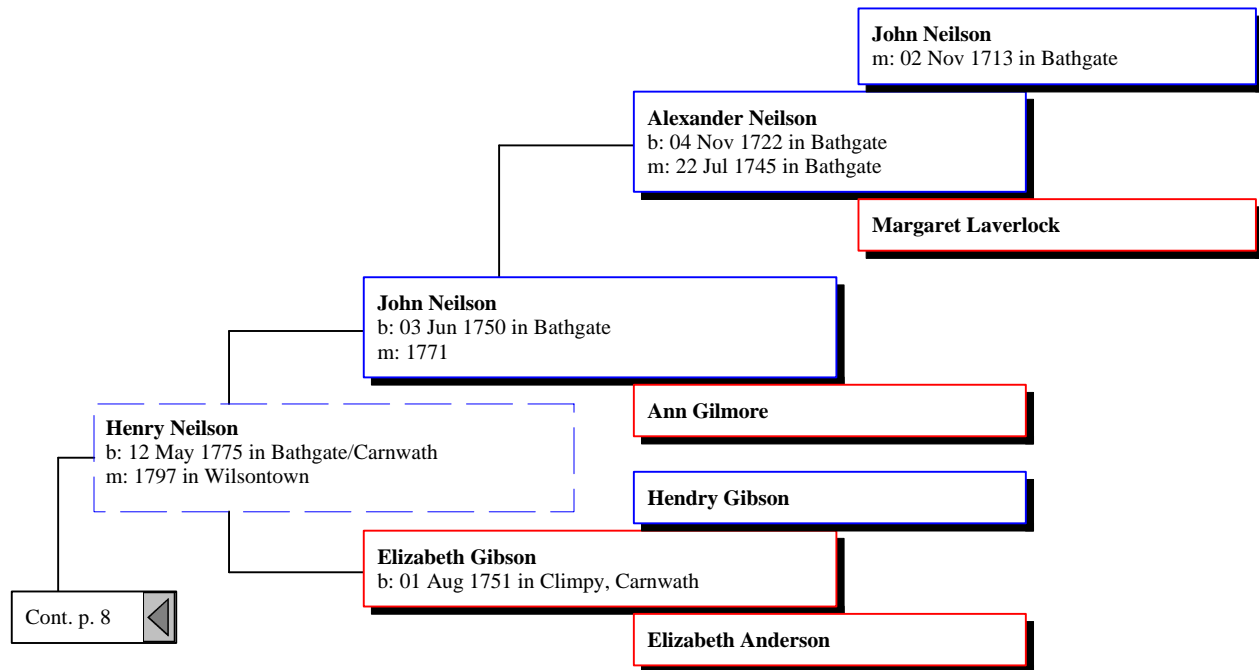 John Neilson
m: 02 Nov 1713 in Bathgate
Alexander Neilson
b: 04 Nov 1722 in Bathgate
m: 22 Jul 1745 in Bathgate
Margaret Laverlock
John Neilson
b: 03 Jun 1750 in Bathgate
m: 1771
Ann Gilmore
Henry Neilson
b: 12 May 1775 in Bathgate/Carnwath
m: 1797 in Wilsontown
Hendry Gibson
Elizabeth Gibson
b: 01 Aug 1751 in Climpy, Carnwath
Cont. p. 8
Elizabeth Anderson